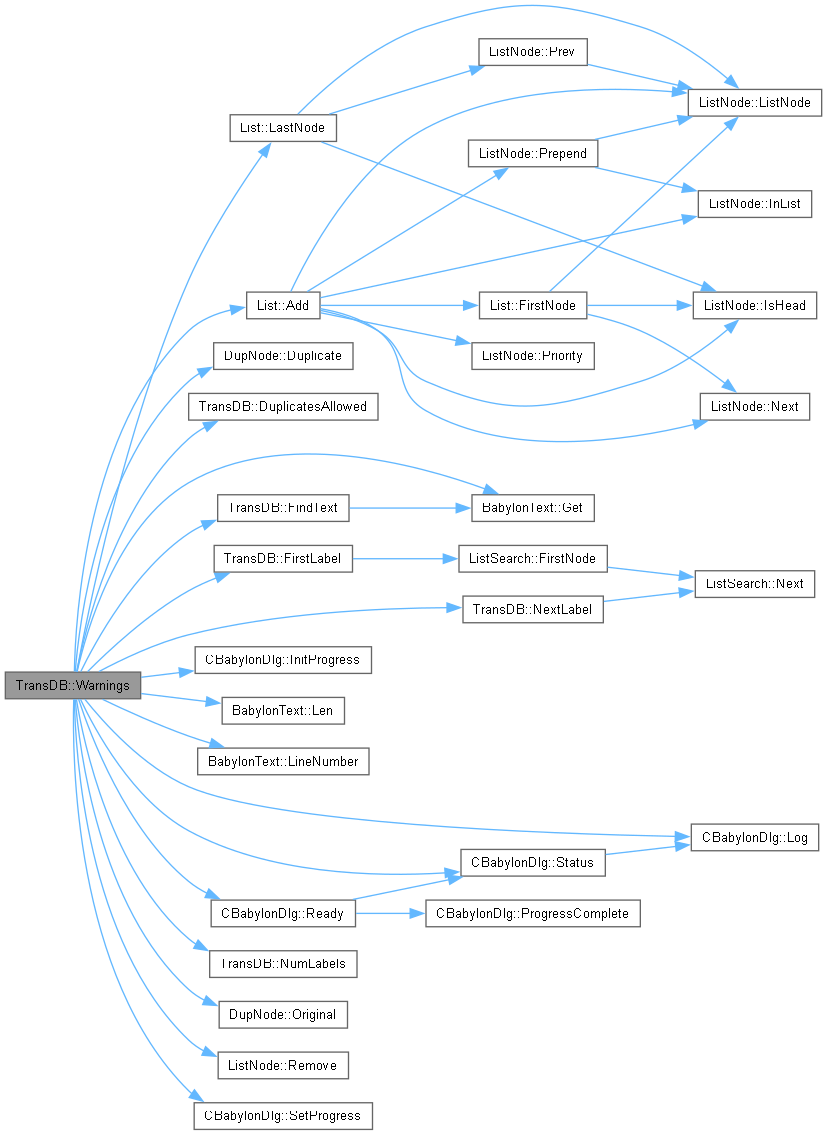 ListNode::Prev
ListNode::ListNode
List::LastNode
ListNode::Prepend
ListNode::InList
List::Add
List::FirstNode
ListNode::IsHead
DupNode::Duplicate
ListNode::Priority
TransDB::DuplicatesAllowed
ListNode::Next
TransDB::FindText
BabylonText::Get
TransDB::FirstLabel
ListSearch::FirstNode
ListSearch::Next
TransDB::NextLabel
CBabylonDlg::InitProgress
TransDB::Warnings
BabylonText::Len
BabylonText::LineNumber
CBabylonDlg::Log
CBabylonDlg::Status
CBabylonDlg::Ready
CBabylonDlg::ProgressComplete
TransDB::NumLabels
DupNode::Original
ListNode::Remove
CBabylonDlg::SetProgress